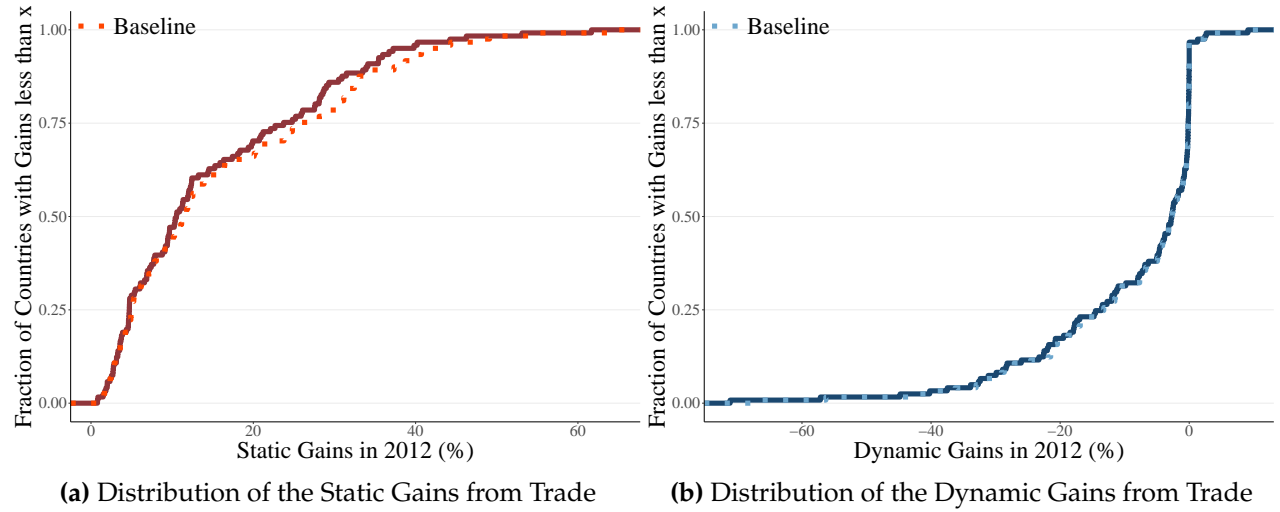 Fraction of Countries with Gains less than x
1.00
0.75
0.50
0.25
0.00
Baseline
0
20
40
60
Static Gains in 2012 (%)
(a) Distribution of the Static Gains from Trade
Fraction of Countries with Gains less than x
1.00
0.75
0.50
0.25
0.00
Baseline
−60
−40
−20
0
Dynamic Gains in 2012 (%)
(b) Distribution of the Dynamic Gains from Trade